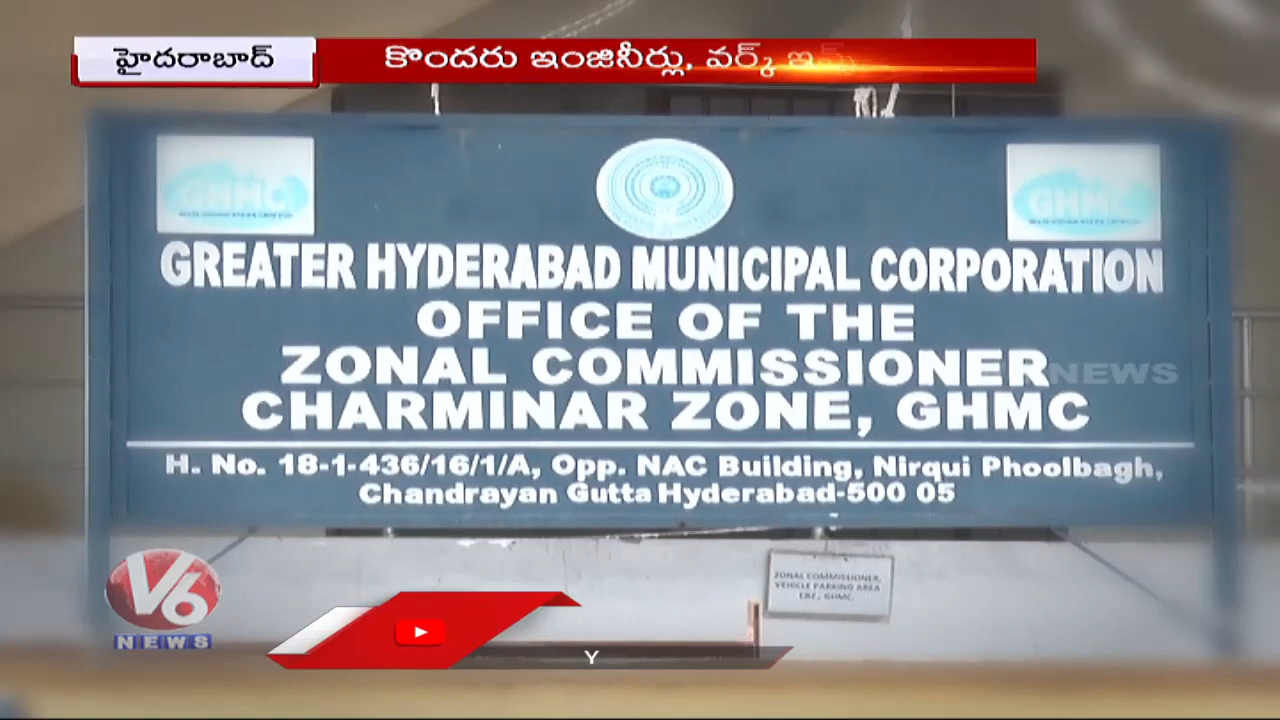 హైదరాబాద్
కొందరు ఇంజినీర్లు, వర్క్
GHMC
GHMC
GREATER HYDERABAD MUNICIPAL CORPORATION
OFFICE OF THE
ZONAL COMMISSIONER
NEWS
CHARMINAR ZONE, GHMC
H. No. 18-1-436/16/1/A, Opp. NAC Building, Nirqui Phoolbagh,
Chandrayan Gutta Hyderabad-500 05
ZONAL COMMISSIONER,
VEHICLE PARKING AREA
CRZ., GHMC.
V6
NEWS
Y